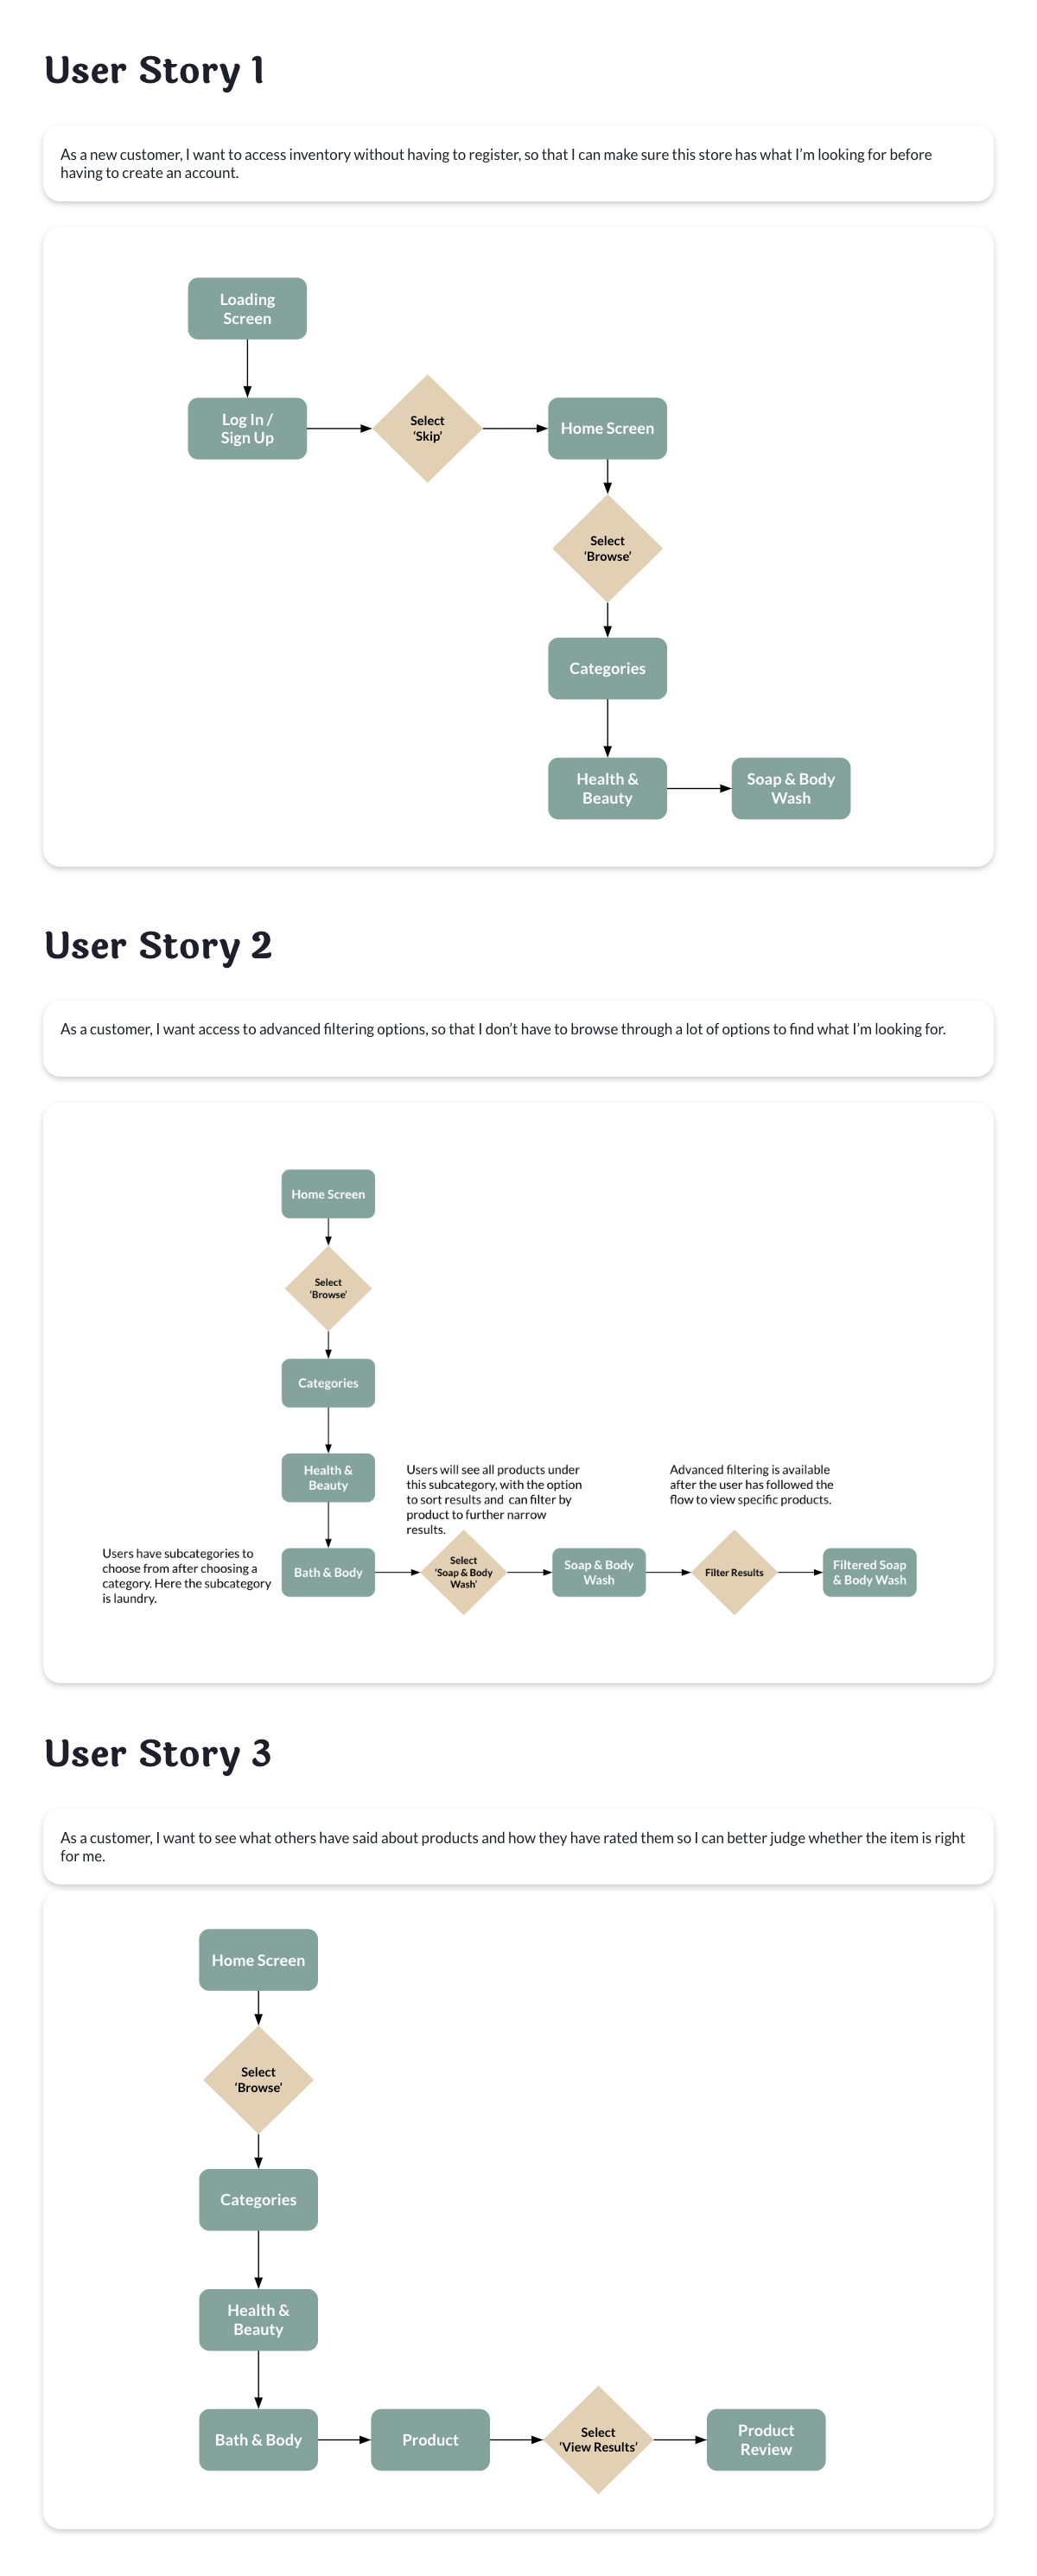 User Story 1
As a new customer, I want to access inventory without having to register, so that I can make sure this store has what I’m looking for before
having to create an account.
Loading
Screen
Log In /
Sign Up
Select
‘Skip’
Home Screen
Select
‘Browse’
Categories
Health &
Beauty
Soap & Body
Wash
User Story 2
As a customer, I want access to advanced filtering options, so that I don’t have to browse through a lot of options to find what I’m looking for.
Home Screen
Select
‘Browse’
Categories
Health &
Beauty
Users will see all products under
this subcategory, with the option
to sort results and can filter by
product to further narrow
results.
Advanced filtering is available
after the user has followed the
flow to view specific products.
Users have subcategories to
choose from after choosing a
category. Here the subcategory
is laundry.
Bath & Body
Select
‘Soap & Body
Wash’
Soap & Body
Wash
Filter Results
Filtered Soap
& Body Wash
User Story 3
As a customer, I want to see what others have said about products and how they have rated them so I can better judge whether the item is right
for me.
Home Screen
Select
‘Browse’
Categories
Health &
Beauty
Bath & Body
Product
Select
‘View Results’
Product
Review